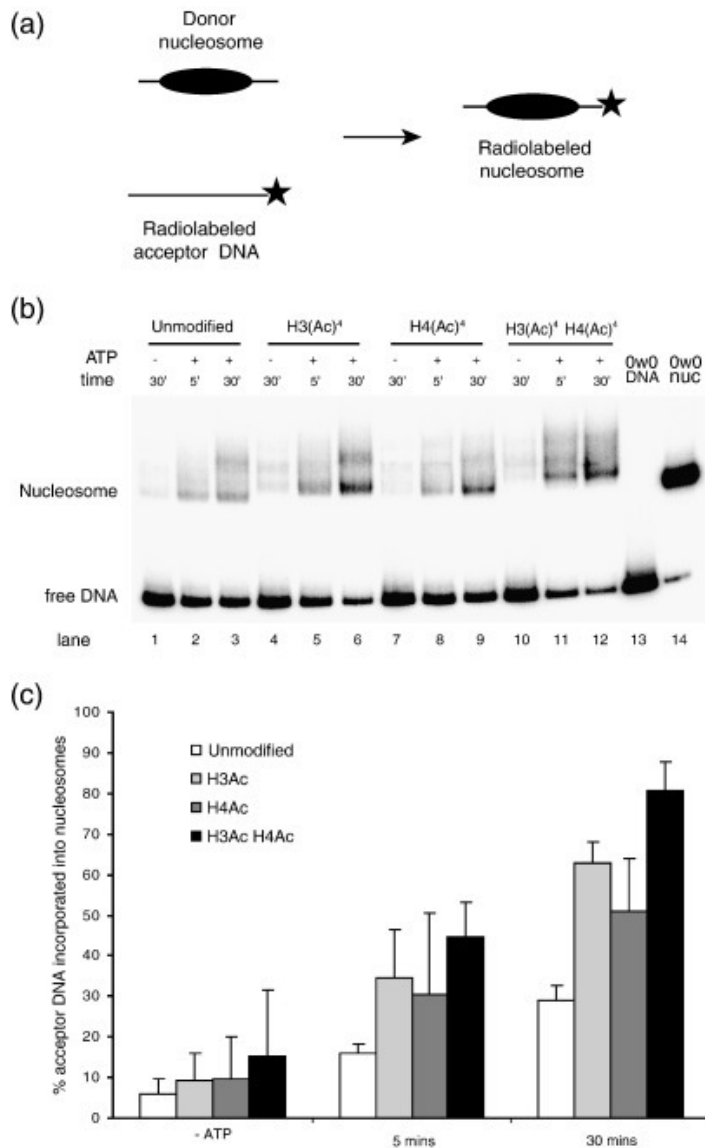 (a)
Donor
nucleosome
Radiolabeled
nucleosome
Radiolabeled
acceptor DNA
(b)
Unmodified H3(Ac)⁴ H4(Ac)⁴ H3(Ac)⁴ H4(Ac)⁴
ATP - + + - + + - + + - + + 0w0 0w0
time 30' 5' 30' 30' 5' 30' 30' 5' 30' 30' 5' 30' DNA nuc
Nucleosome
free DNA
lane 1 2 3 4 5 6 7 8 9 10 11 12 13 14
(c)
% acceptor DNA incorporated into nucleosomes
100
90
80
70
60
50
40
30
20
10
0
Unmodified
H3Ac
H4Ac
H3Ac H4Ac
- ATP 5 mins 30 mins